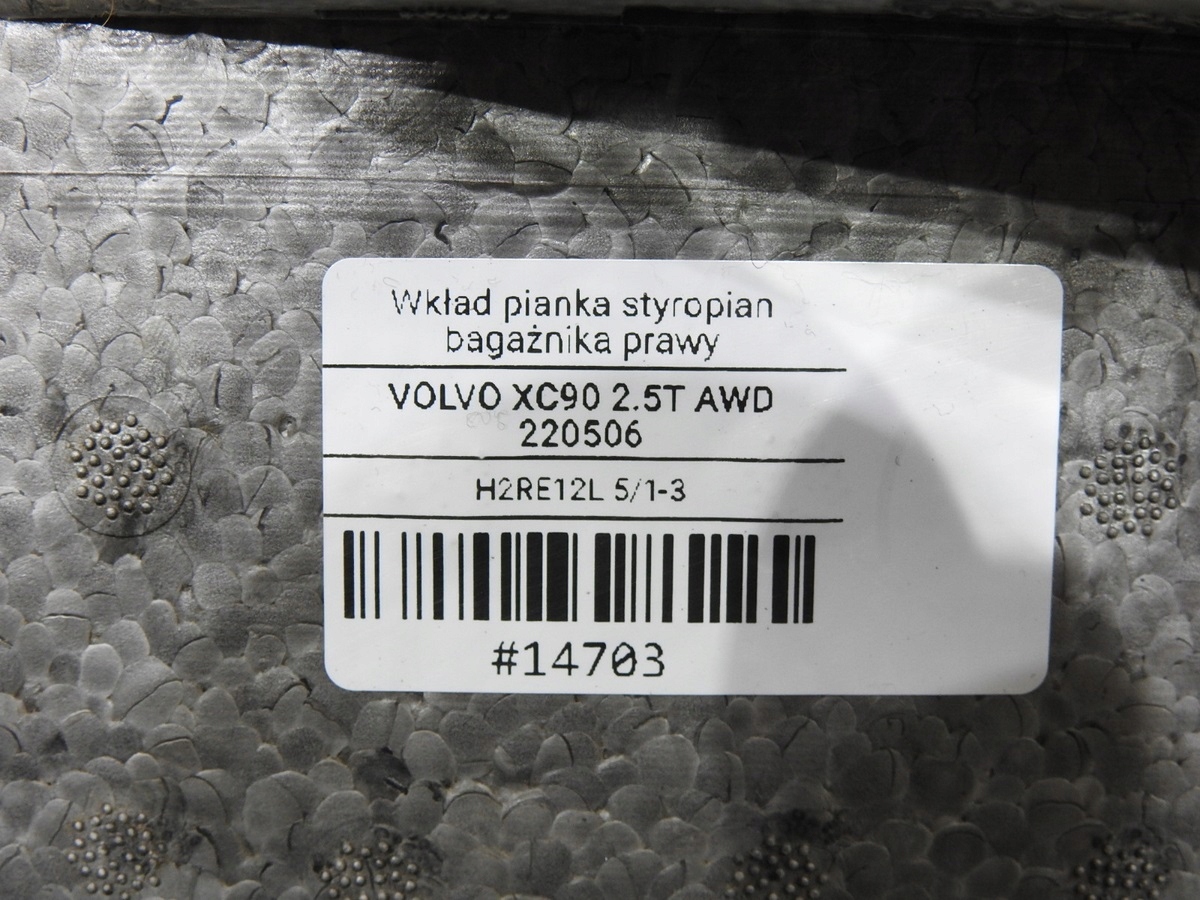 Wkład pianka styropian
bagażnika prawy
VOLVO XC90 2.5T AWD
220506
H2RE12L 5/1-3
#14703